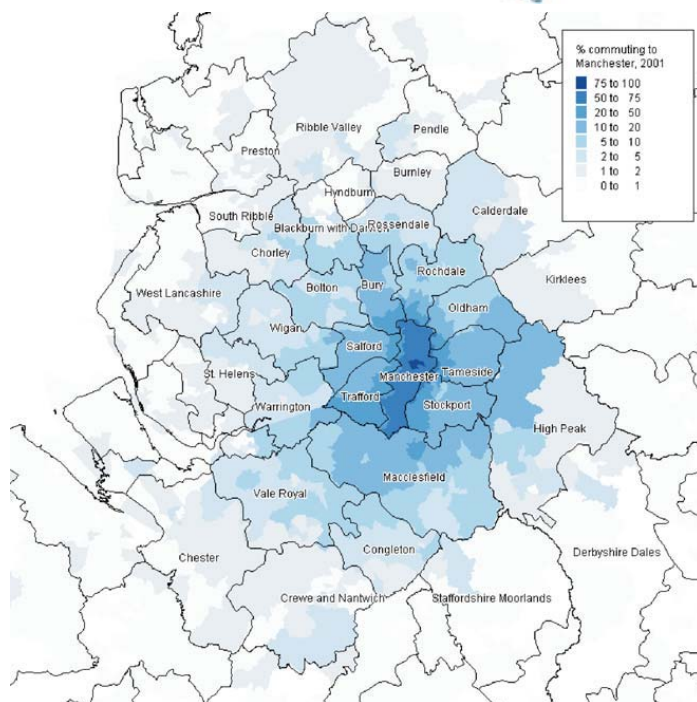 % commuting to
Manchester, 2001
75 to 100
50 to 75
20 to 50
10 to 20
5 to 10
2 to 5
1 to 2
0 to 1
Ribble Valley
Pendle
Preston
Burnley
Hyndburn
South Ribble
Calderdale
Blackburn with Darwen
Rossendale
Chorley
Rochdale
Kirklees
Bolton
Bury
West Lancashire
Oldham
Wigan
Salford
St. Helens
Manchester
Tameside
Trafford
Stockport
Warrington
High Peak
Macclesfield
Vale Royal
Chester
Congleton
Derbyshire Dales
Crewe and Nantwich
Staffordshire Moorlands